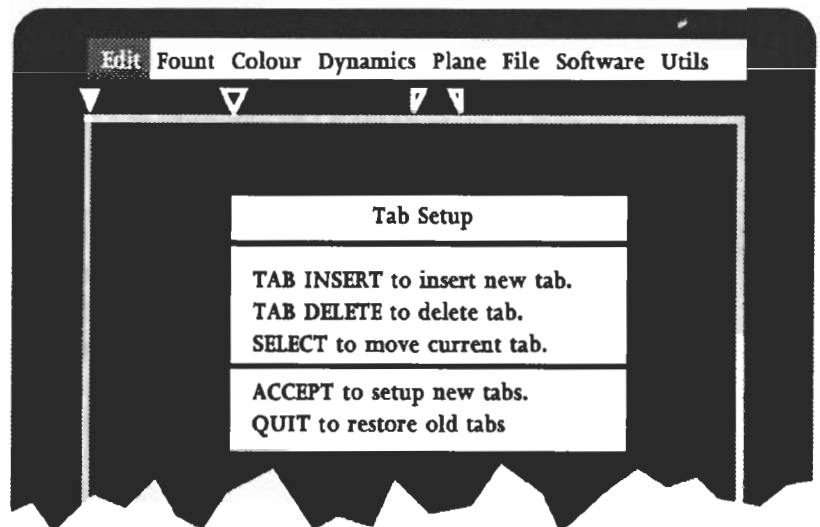 Edit Fount Colour Dynamics Plane File Software Utils
Tab Setup
TAB INSERT to insert new tab.
TAB DELETE to delete tab.
SELECT to move current tab.
ACCEPT to setup new tabs.
QUIT to restore old tabs